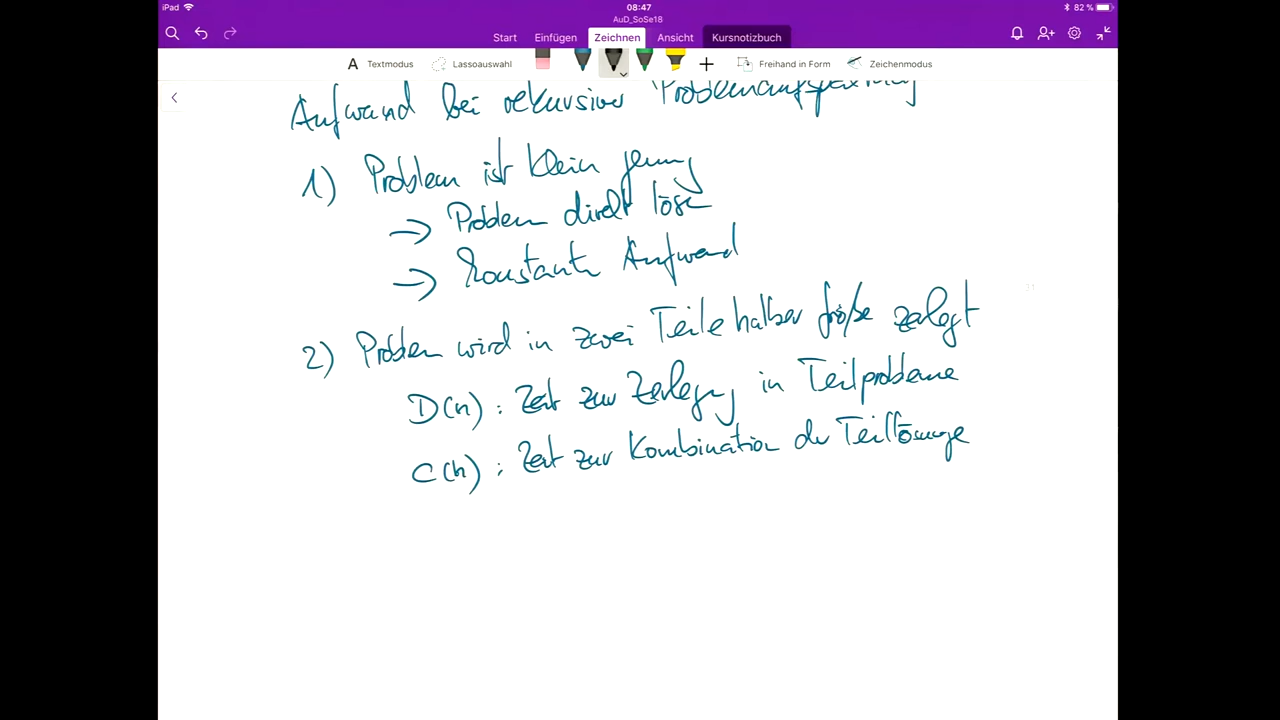 iPad 08:47 82 %
AuD_SoSe18
Start Einfügen Zeichnen Ansicht Kursnotizbuch
A Textmodus Lassoauswahl Freihand in Form Zeichenmodus
Aufwand bei rekursiver
1) Problem ist klein genug
→ Problem direkt lösen
→ konstanter Aufwand
2) Problem wird in zwei Teile halber Größe zerlegt
D(n) : Zeit zur Zerlegung in Teilprobleme
C(n) : Zeit zur Kombination der Teillösungen